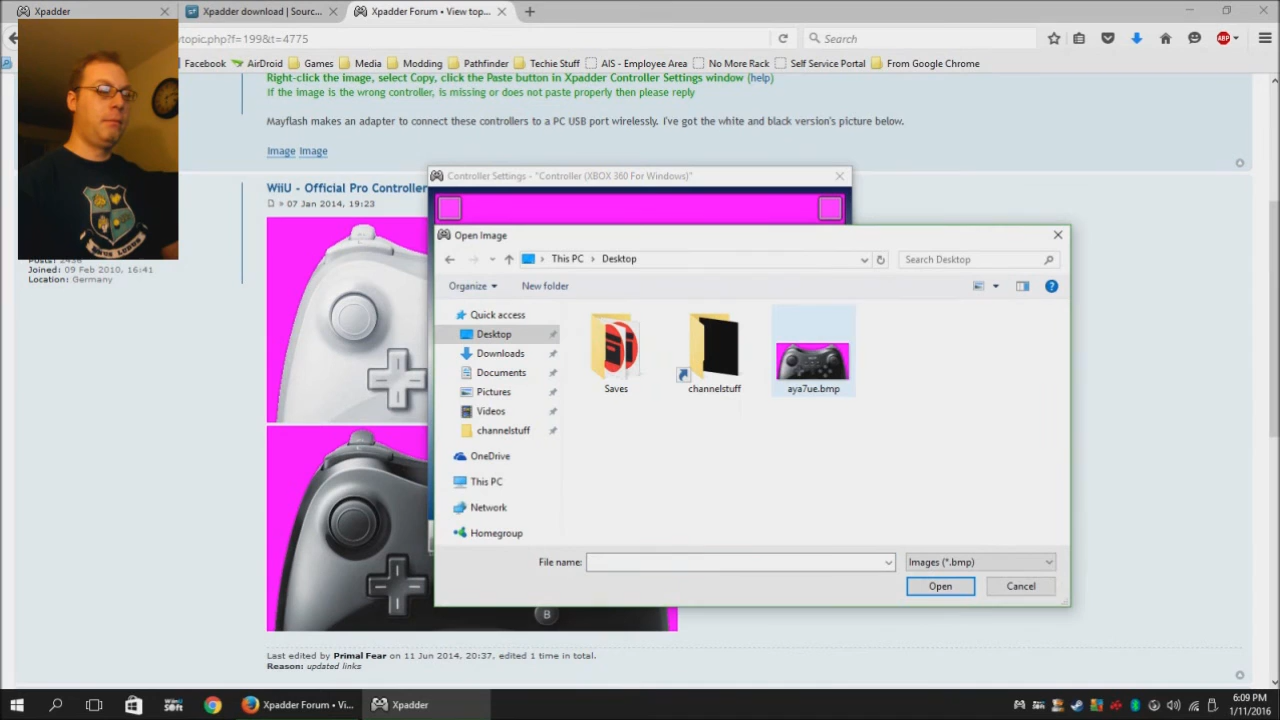 Xpadder
Xpadder download | Sourc...
Xpadder Forum • View top...
wtopic.php?f=199&t=4775
Search
ABP
Facebook
AirDroid
Games
Media
Modding
Pathfinder
Techie Stuff
AIS - Employee Area
No More Rack
Self Service Portal
From Google Chrome
Right-click the image, select Copy, click the Paste button in Xpadder Controller Settings window (help)
If the image is the wrong controller, is missing or does not paste properly then please reply
Mayflash makes an adapter to connect these controllers to a PC USB port wirelessly. I've got the white and black version's picture below.
Image Image
WiiU - Official Pro Controller
» 07 Jan 2014, 19:23
Joined: 09 Feb 2010, 16:41
Location: Germany
Controller Settings - "Controller (XBOX 360 For Windows)"
Open Image
This PC > Desktop
Search Desktop
Organize
New folder
Quick access
Desktop
Downloads
Documents
Pictures
Videos
channelstuff
OneDrive
This PC
Network
Homegroup
Saves
channelstuff
aya7ue.bmp
File name:
Images (*.bmp)
Open
Cancel
B
Last edited by Primal Fear on 11 Jun 2014, 20:37, edited 1 time in total.
Reason: updated links
Xpadder Forum • Vi...
Xpadder
6:09 PM
1/11/2016